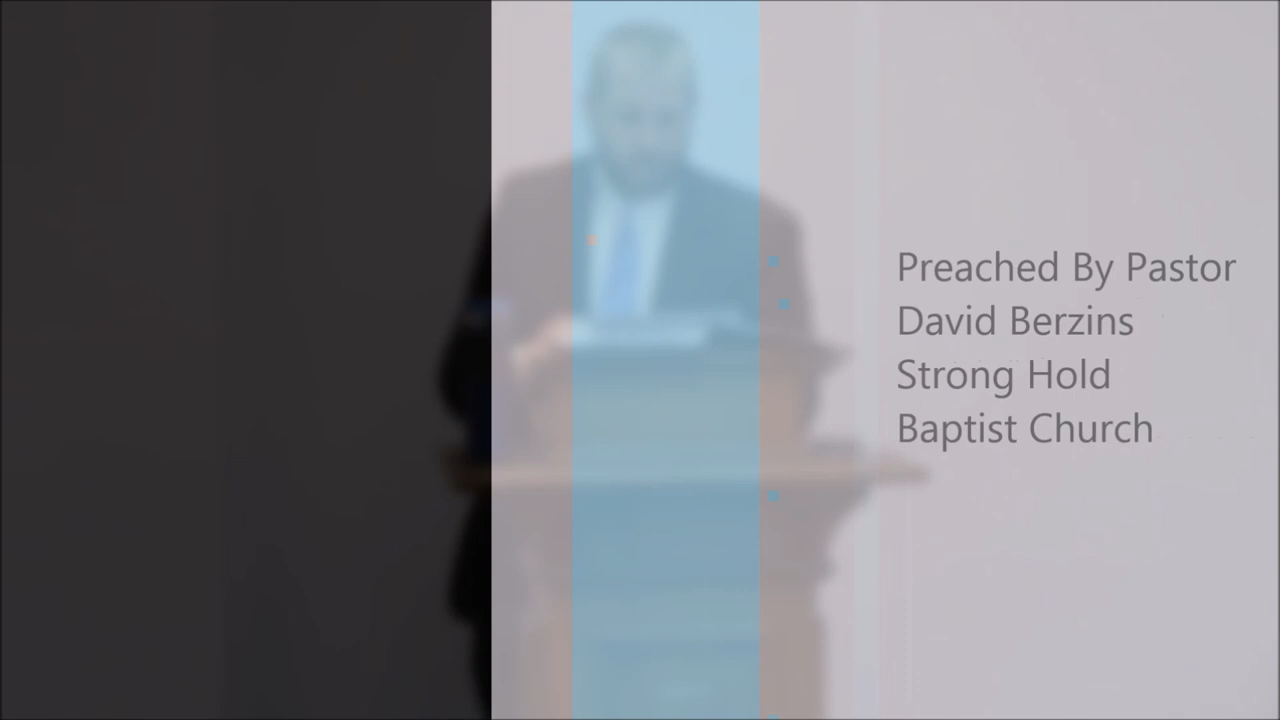 Preached By Pastor
David Berzins
Strong Hold
Baptist Church